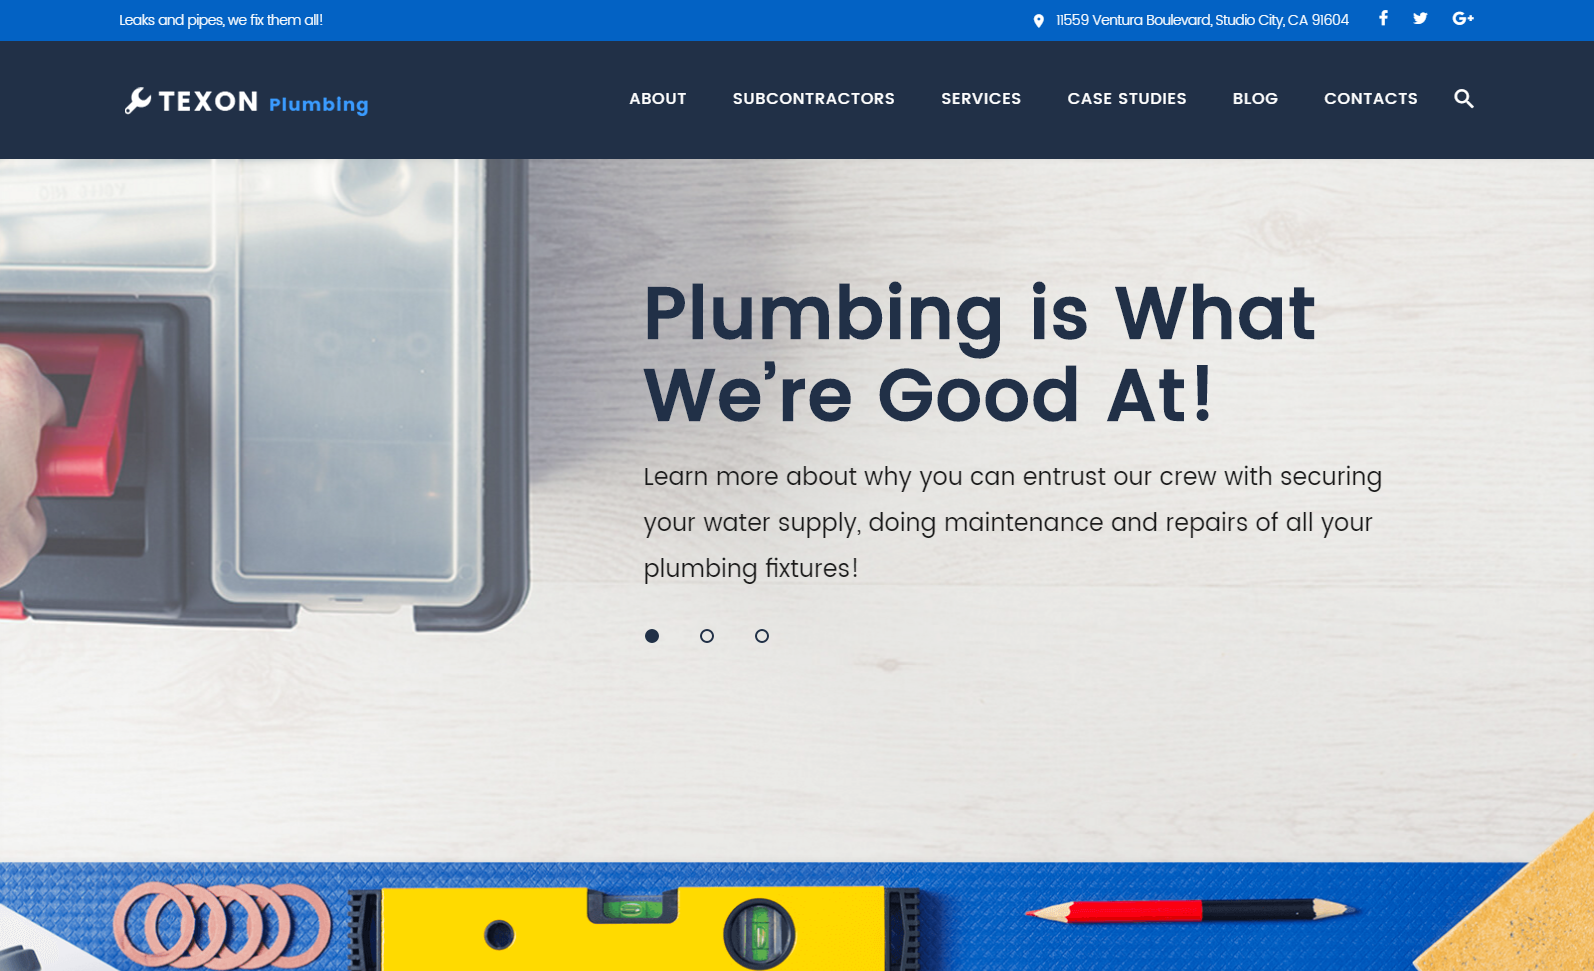 Leaks and pipes, we fix them all!
11559 Ventura Boulevard, Studio City, CA 91604
TEXON Plumbing
ABOUT
SUBCONTRACTORS
SERVICES
CASE STUDIES
BLOG
CONTACTS
Plumbing is What
We’re Good At!
Learn more about why you can entrust our crew with securing
your water supply, doing maintenance and repairs of all your
plumbing fixtures!